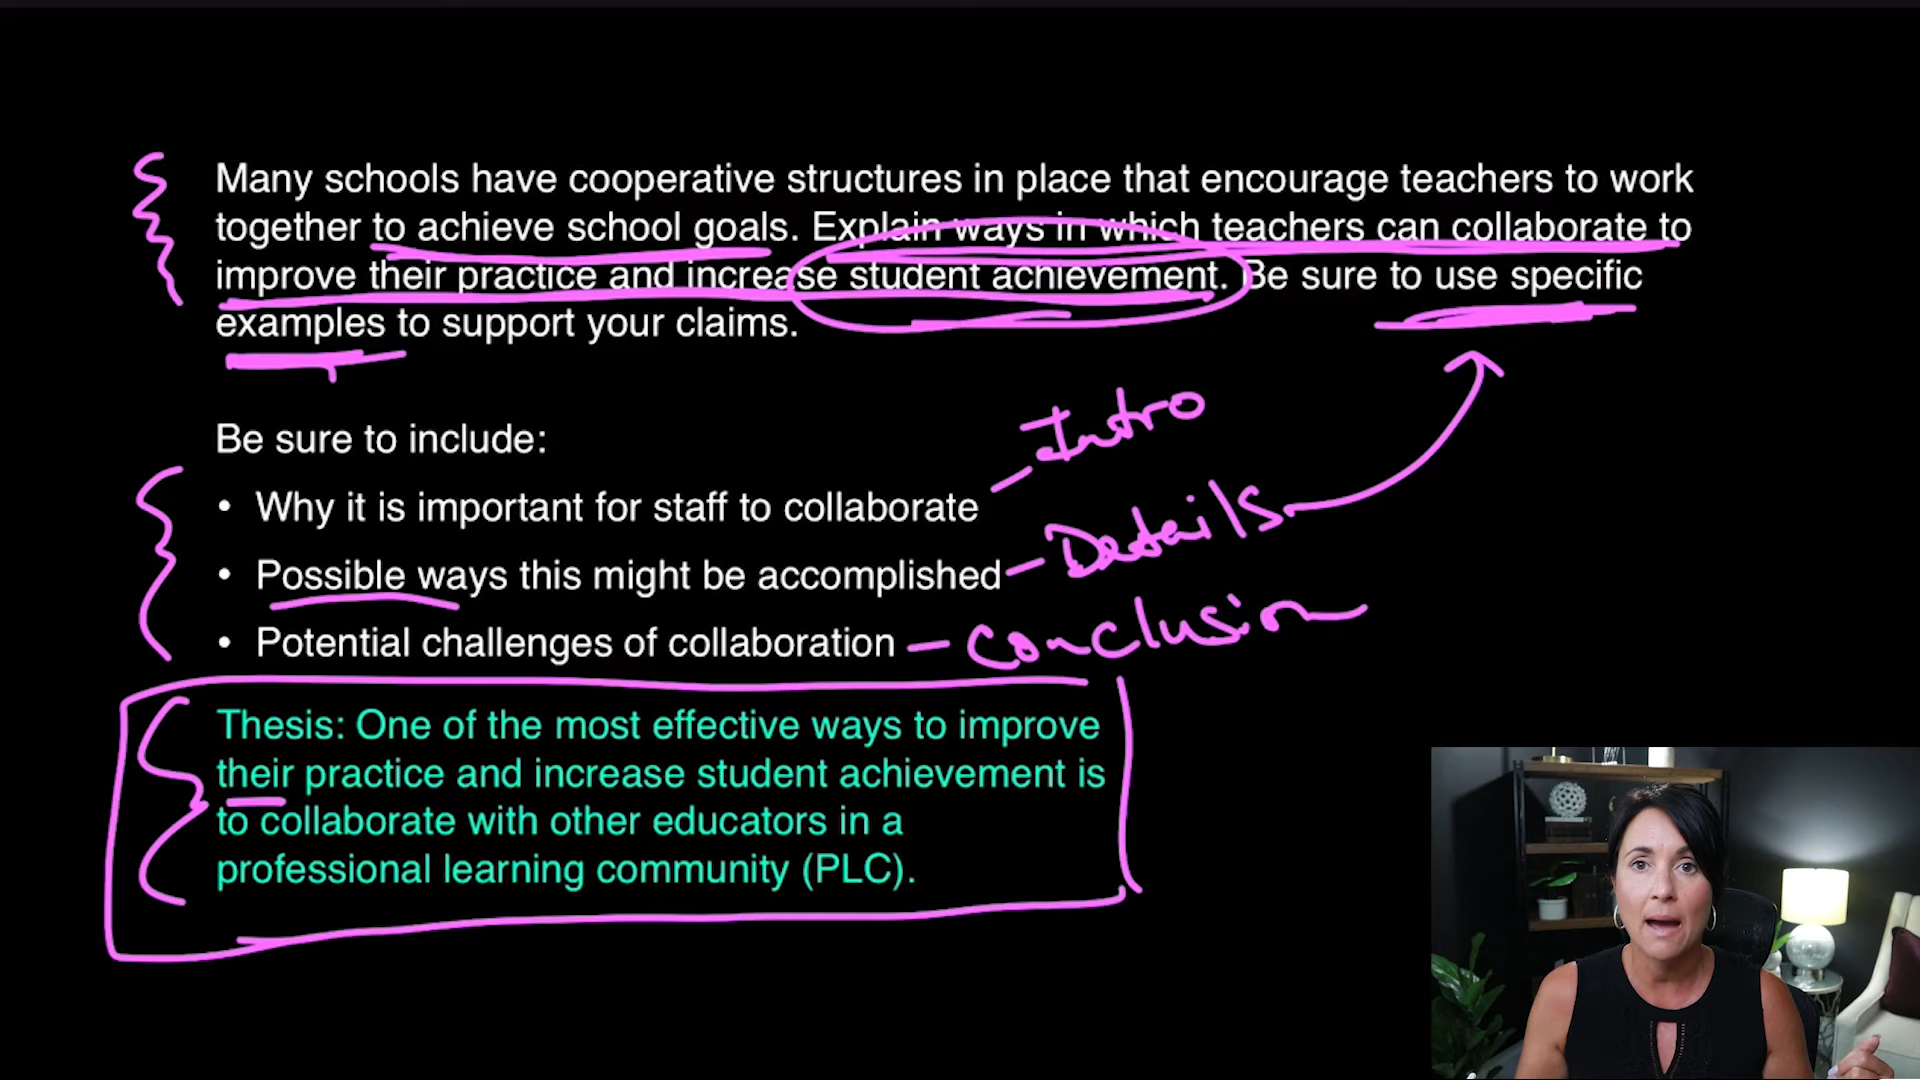 Many schools have cooperative structures in place that encourage teachers to work
together to achieve school goals. Explain ways in which teachers can collaborate to
improve their practice and increase student achievement. Be sure to use specific
examples to support your claims.
Be sure to include:
Intro
• Why it is important for staff to collaborate
Details
• Possible ways this might be accomplished
• Potential challenges of collaboration
Conclusion
Thesis: One of the most effective ways to improve
their practice and increase student achievement is
to collaborate with other educators in a
professional learning community (PLC).